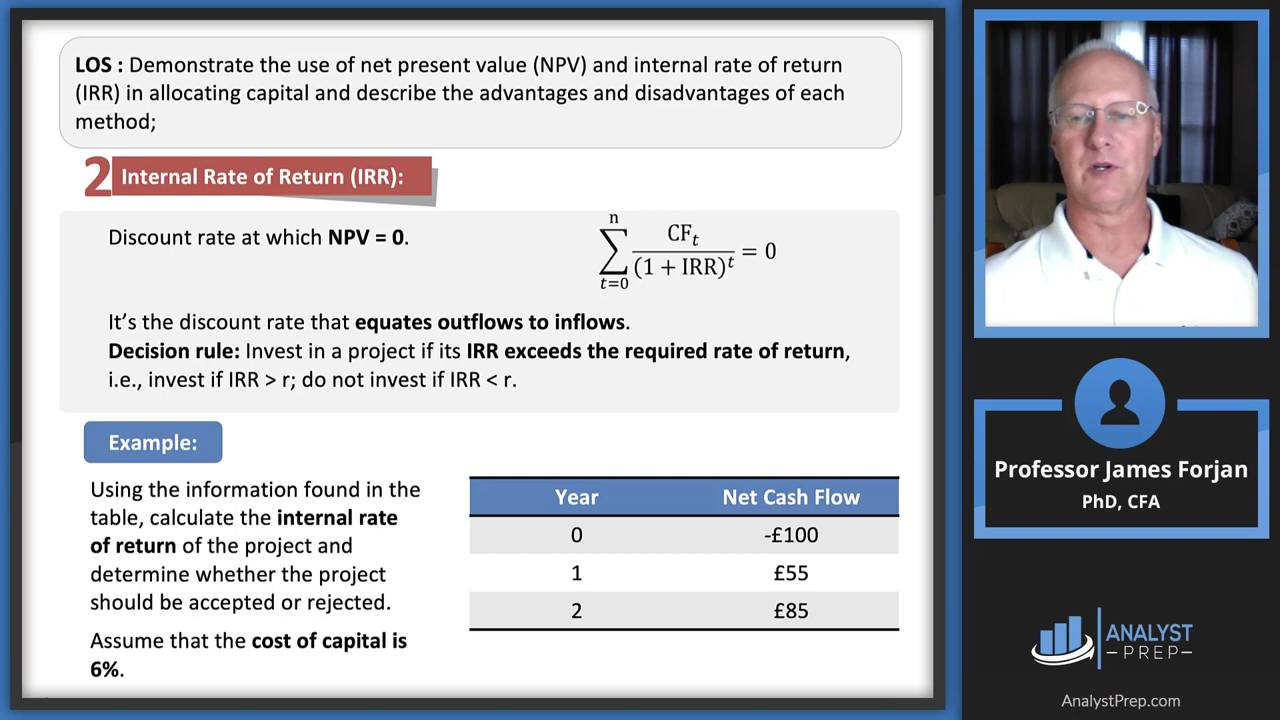 LOS : Demonstrate the use of net present value (NPV) and internal rate of return
(IRR) in allocating capital and describe the advantages and disadvantages of each
method;
2 Internal Rate of Return (IRR):
Discount rate at which NPV = 0.
n
∑ CFₜ / (1 + IRR)ᵗ = 0
t=0
It’s the discount rate that equates outflows to inflows.
Decision rule: Invest in a project if its IRR exceeds the required rate of return,
i.e., invest if IRR > r; do not invest if IRR < r.
Example:
Using the information found in the
table, calculate the internal rate
of return of the project and
determine whether the project
should be accepted or rejected.
Assume that the cost of capital is
6%.
Year Net Cash Flow
0 -£100
1 £55
2 £85
Professor James Forjan
PhD, CFA
ANALYST
–PREP–
AnalystPrep.com